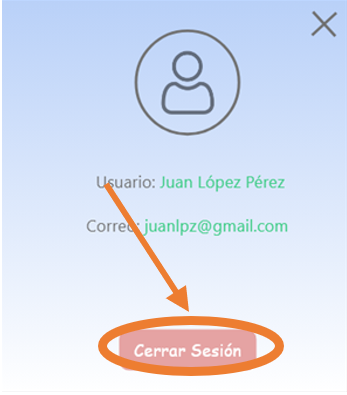 Usuario: Juan López Pérez
Correo: juanlpz@gmail.com
Cerrar Sesión